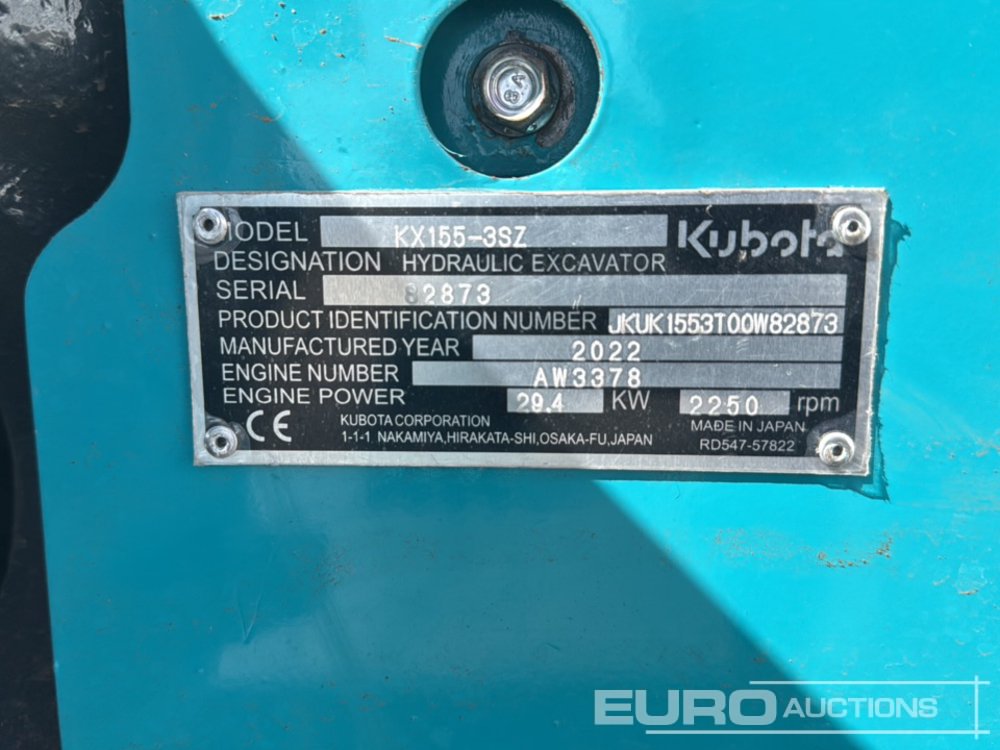 MODEL KX155-3SZ Kubota
DESIGNATION HYDRAULIC EXCAVATOR
SERIAL 82873
PRODUCT IDENTIFICATION NUMBER JKUK1553T00W82873
MANUFACTURED YEAR 2022
ENGINE NUMBER AW3378
ENGINE POWER 29.4 KW 2250 rpm
CE
KUBOTA CORPORATION MADE IN JAPAN
1-1-1 NAKAMIYA,HIRAKATA-SHI,OSAKA-FU,JAPAN RD547-57822
EURO AUCTIONS